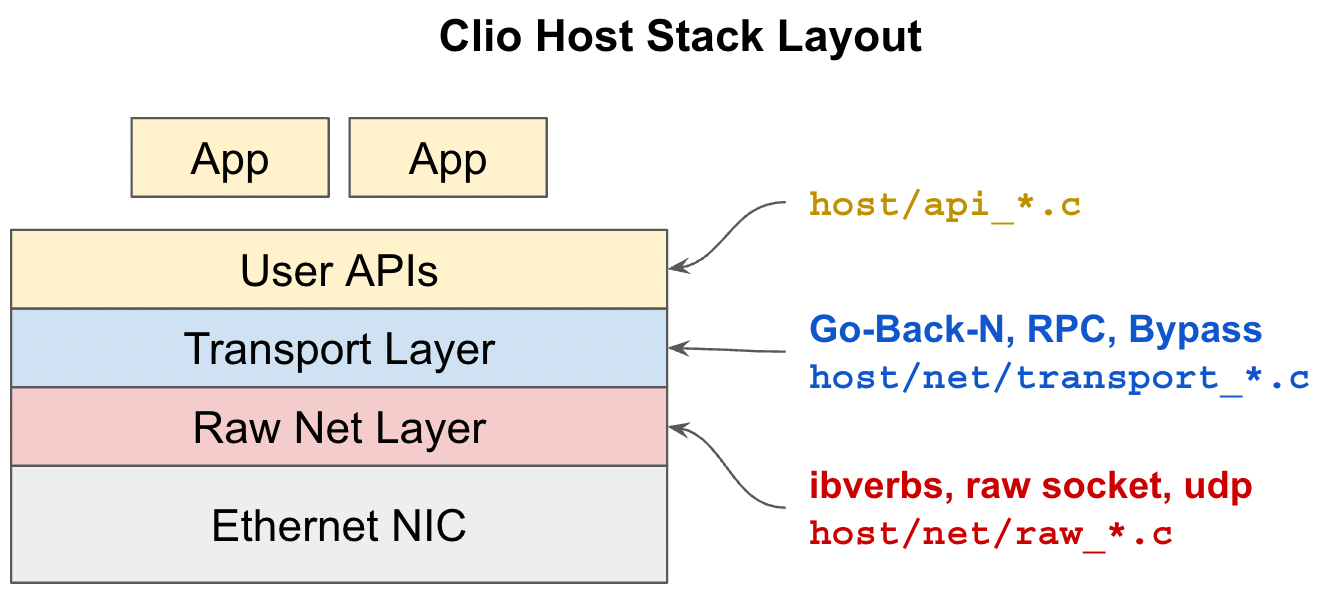 Clio Host Stack Layout
App
App
host/api_*.c
User APIs
Go-Back-N, RPC, Bypass
Transport Layer
host/net/transport_*.c
Raw Net Layer
ibverbs, raw socket, udp
Ethernet NIC
host/net/raw_*.c